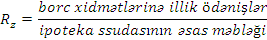 R_z = borc xidmətlərinə illik ödənişlər / ipoteka ssudasının əsas məbləği